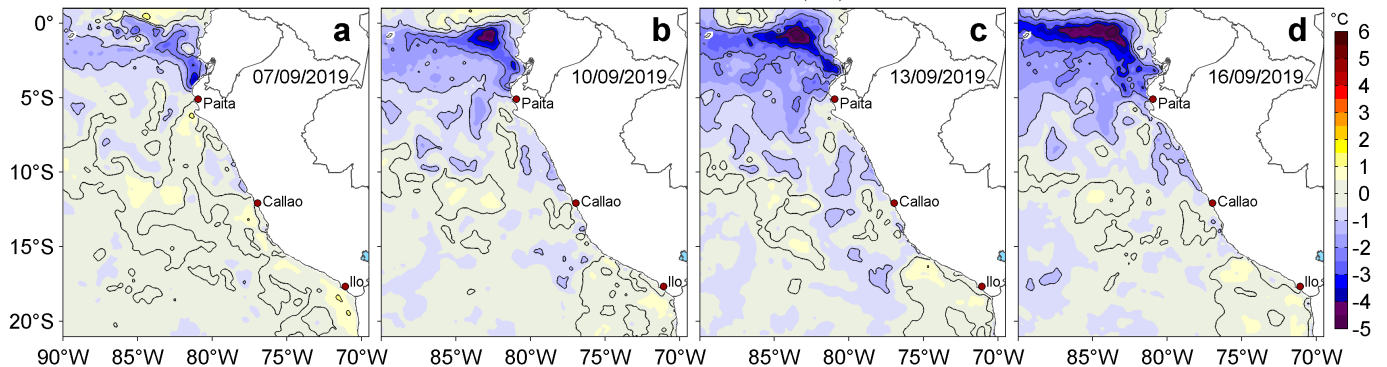 a b c d °C
0° 07/09/2019 10/09/2019 13/09/2019 16/09/2019 6
5
4
5°S Paita Paita Paita Paita 3
2
1
10°S 0
Callao Callao Callao Callao -1
15°S -2
-3
Ilo Ilo Ilo Ilo -4
20°S -5
90°W 85°W 80°W 75°W 70°W 85°W 80°W 75°W 70°W 85°W 80°W 75°W 70°W 85°W 80°W 75°W 70°W